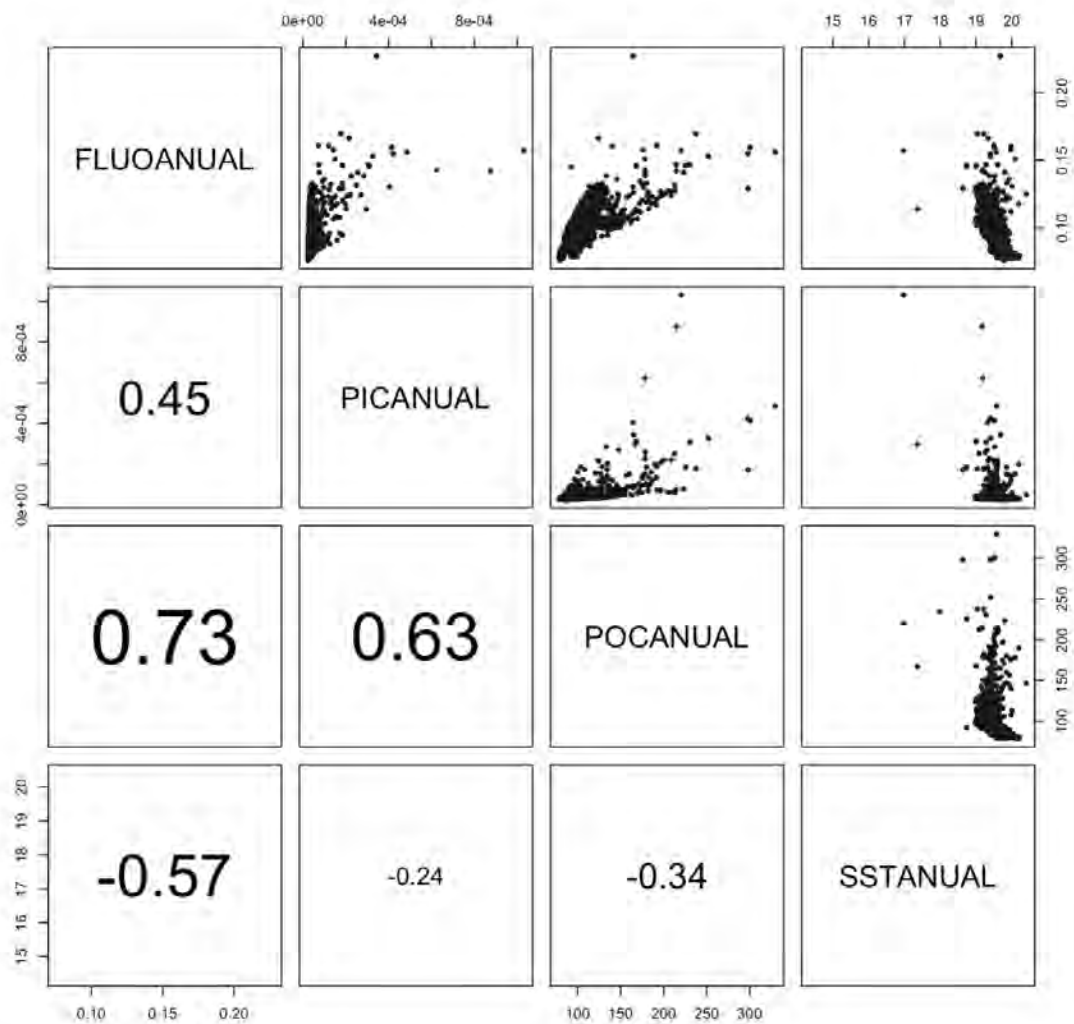 0e+00 4e-04 8e-04
15 16 17 18 19 20
FLUOANUAL
0.10 0.15 0.20
0e+00 4e-04 8e-04
0.45
PICANUAL
0.73
0.63
POCANUAL
100 150 200 250 300
15 16 17 18 19 20
-0.57
-0.24
-0.34
SSTANUAL
0.10 0.15 0.20
100 150 200 250 300